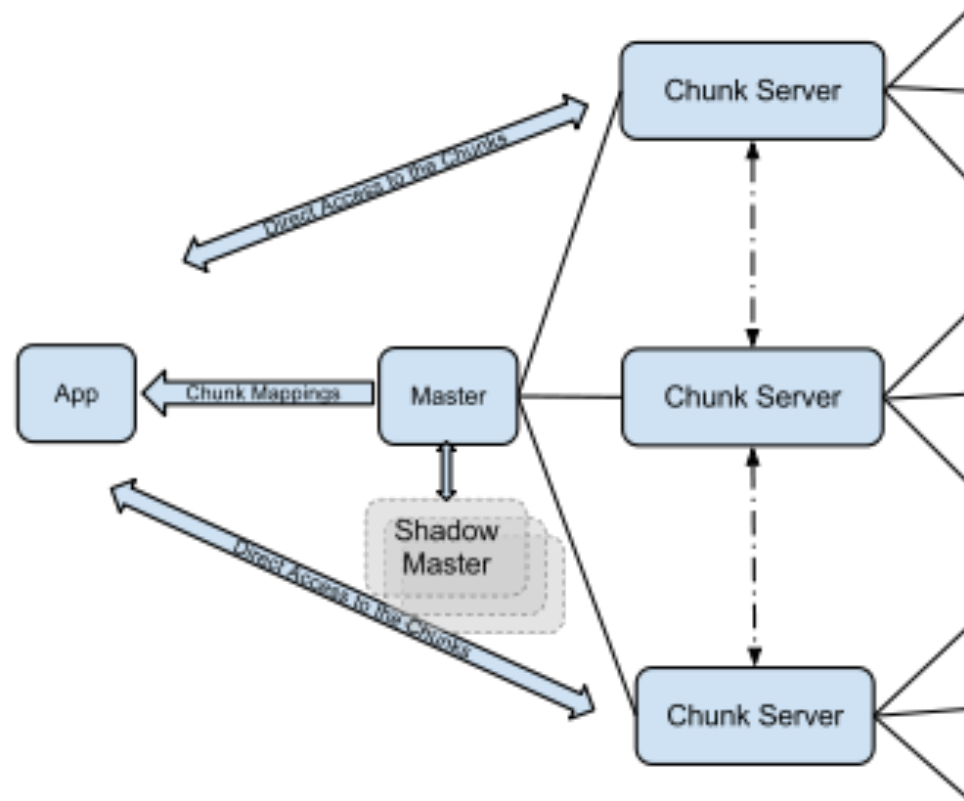 Chunk Server
Direct Access to the Chunks
App
Chunk Mappings
Master
Chunk Server
Shadow
Master
Direct Access to the Chunks
Chunk Server